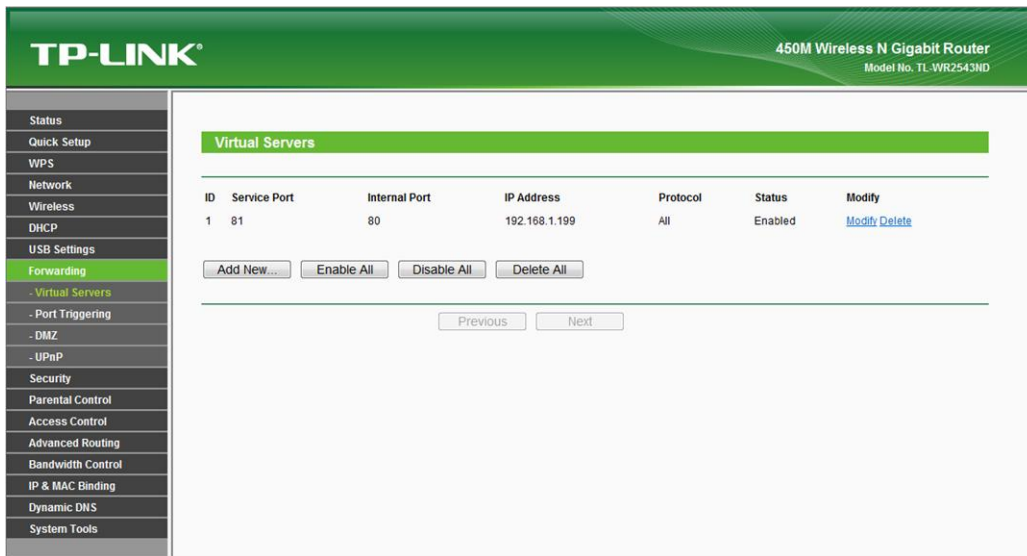 TP-LINK®
450M Wireless N Gigabit Router
Model No. TL-WR2543ND
Status
Quick Setup
WPS
Network
Wireless
DHCP
USB Settings
Forwarding
- Virtual Servers
- Port Triggering
- DMZ
- UPnP
Security
Parental Control
Access Control
Advanced Routing
Bandwidth Control
IP & MAC Binding
Dynamic DNS
System Tools
Virtual Servers
ID Service Port Internal Port IP Address Protocol Status Modify
1 81 80 192.168.1.199 All Enabled Modify Delete
Add New... Enable All Disable All Delete All
Previous Next